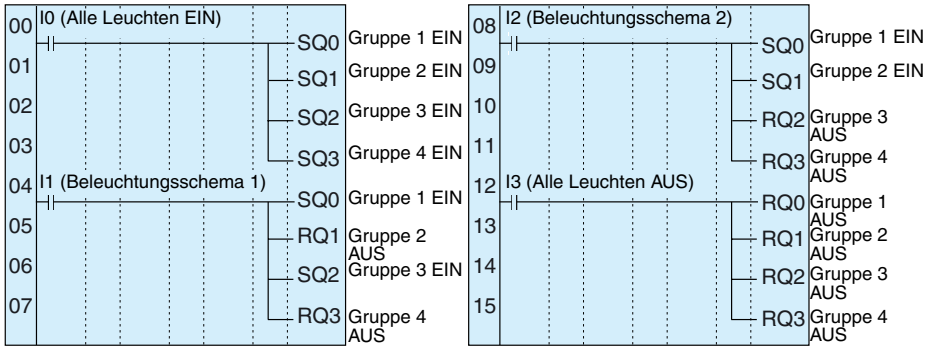 00 I0 (Alle Leuchten EIN)
SQ0 Gruppe 1 EIN
01
SQ1 Gruppe 2 EIN
02
SQ2 Gruppe 3 EIN
03
SQ3 Gruppe 4 EIN
04 I1 (Beleuchtungsschema 1)
SQ0 Gruppe 1 EIN
05
RQ1 Gruppe 2
AUS
06
SQ2 Gruppe 3 EIN
07
RQ3 Gruppe 4
AUS
08 I2 (Beleuchtungsschema 2)
SQ0 Gruppe 1 EIN
09
SQ1 Gruppe 2 EIN
10
RQ2 Gruppe 3
AUS
11
RQ3 Gruppe 4
AUS
12 I3 (Alle Leuchten AUS)
RQ0 Gruppe 1
AUS
13
RQ1 Gruppe 2
AUS
14
RQ2 Gruppe 3
AUS
15
RQ3 Gruppe 4
AUS